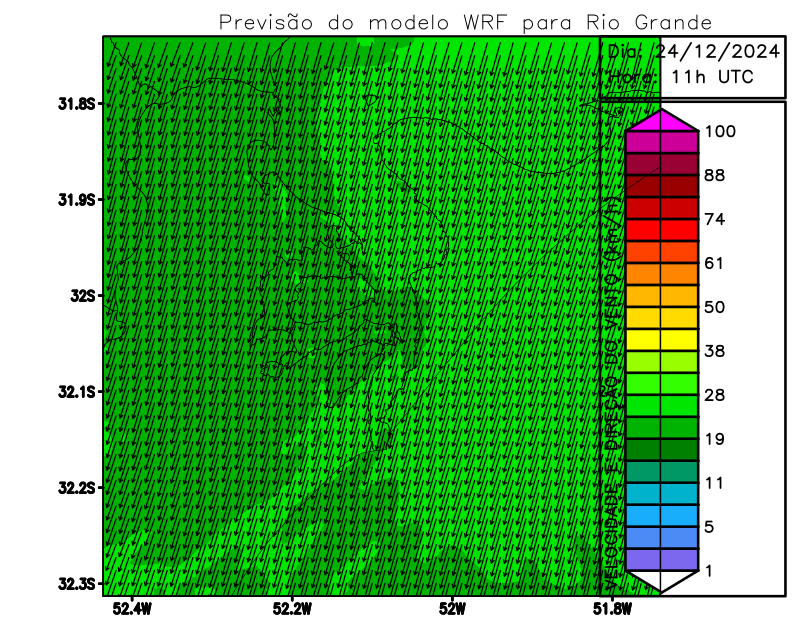 Previsão do modelo WRF para Rio Grande
Dia: 24/12/2024
Hora: 11h UTC
31.8S
31.9S
32S
32.1S
32.2S
32.3S
52.4W
52.2W
52W
51.8W
VELOCIDADE E DIREÇÃO DO VENTO (km/h)
100
88
74
61
50
38
28
19
11
5
1